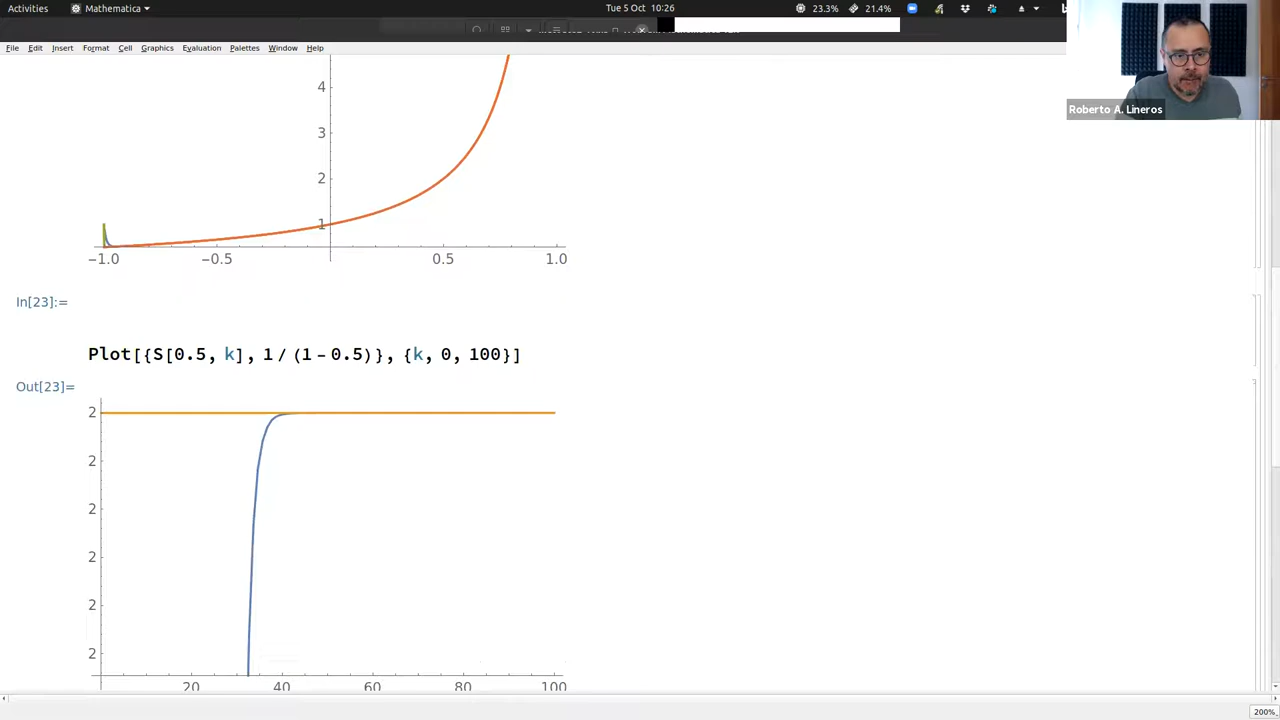 Activities Mathematica Tue 5 Oct 10:26 23.3% 21.4%
File Edit Insert Format Cell Graphics Evaluation Palettes Window Help
Roberto A. Lineros
4
3
2
1
−1.0 −0.5 0.5 1.0
In[23]:=
Plot[{S[0.5, k], 1 / (1 − 0.5)}, {k, 0, 100}]
Out[23]=
2
2
2
2
2
2
20 40 60 80 100
200%